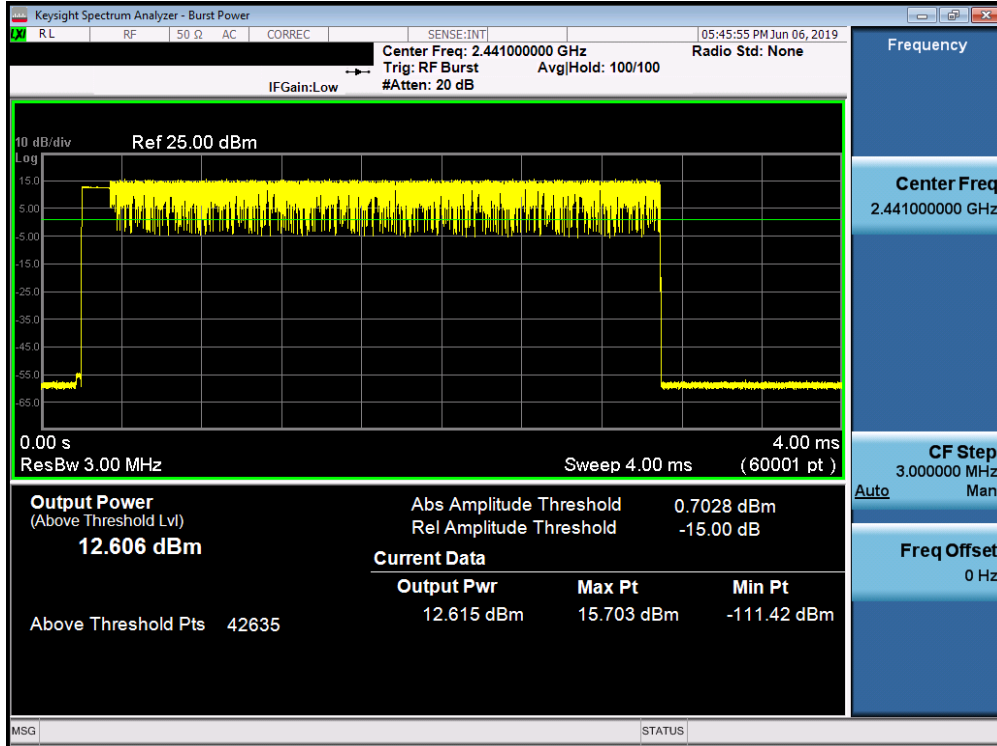 Keysight Spectrum Analyzer - Burst Power
LXI RL RF 50 Ω AC CORREC SENSE:INT 05:45:55 PM Jun 06, 2019
Center Freq: 2.441000000 GHz Radio Std: None
Trig: RF Burst Avg|Hold: 100/100
IFGain:Low #Atten: 20 dB
10 dB/div Ref 25.00 dBm
Log
15.0
5.00
-5.00
-15.0
-25.0
-35.0
-45.0
-55.0
-65.0
0.00 s 4.00 ms
ResBw 3.00 MHz Sweep 4.00 ms (60001 pt)
Output Power
(Above Threshold Lvl)
12.606 dBm
Above Threshold Pts 42635
Abs Amplitude Threshold 0.7028 dBm
Rel Amplitude Threshold -15.00 dB
Current Data
Output Pwr Max Pt Min Pt
12.615 dBm 15.703 dBm -111.42 dBm
Frequency
Center Freq
2.441000000 GHz
CF Step
3.000000 MHz
Auto Man
Freq Offset
0 Hz
MSG STATUS